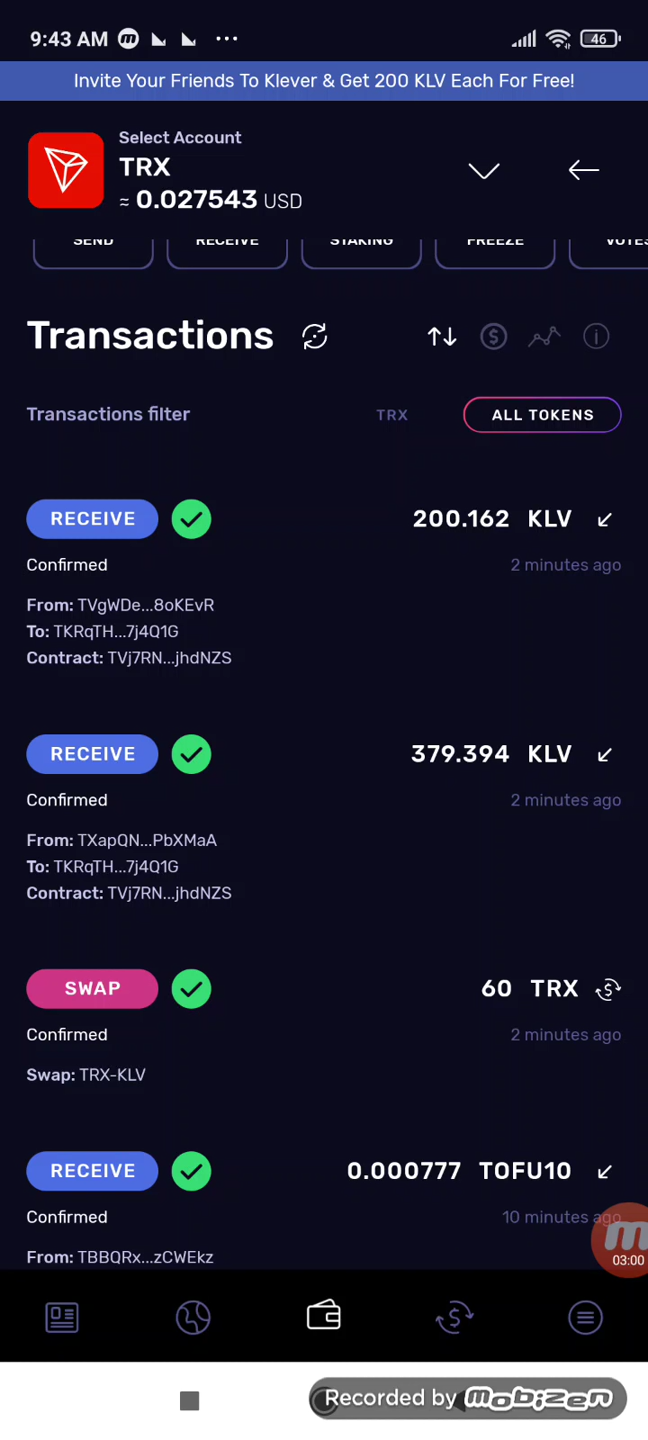 9:43 AM
46
Invite Your Friends To Klever & Get 200 KLV Each For Free!
Select Account
TRX
≈ 0.027543 USD
SEND RECEIVE STAKING FREEZE VOTES
Transactions
Transactions filter TRX ALL TOKENS
RECEIVE 200.162 KLV
Confirmed 2 minutes ago
From: TVgWDe...8oKEvR
To: TKRqTH...7j4Q1G
Contract: TVj7RN...jhdNZS
RECEIVE 379.394 KLV
Confirmed 2 minutes ago
From: TXapQN...PbXMaA
To: TKRqTH...7j4Q1G
Contract: TVj7RN...jhdNZS
SWAP 60 TRX
Confirmed 2 minutes ago
Swap: TRX-KLV
RECEIVE 0.000777 TOFU10
Confirmed 10 minutes ago
From: TBBQRx...zCWEkz
03:00
Recorded by mobizen